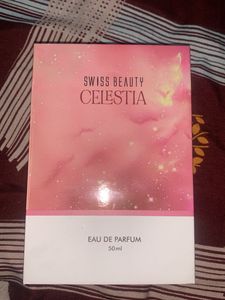 SWISS BEAUTY
CELESTIA
EAU DE PARFUM
50ml